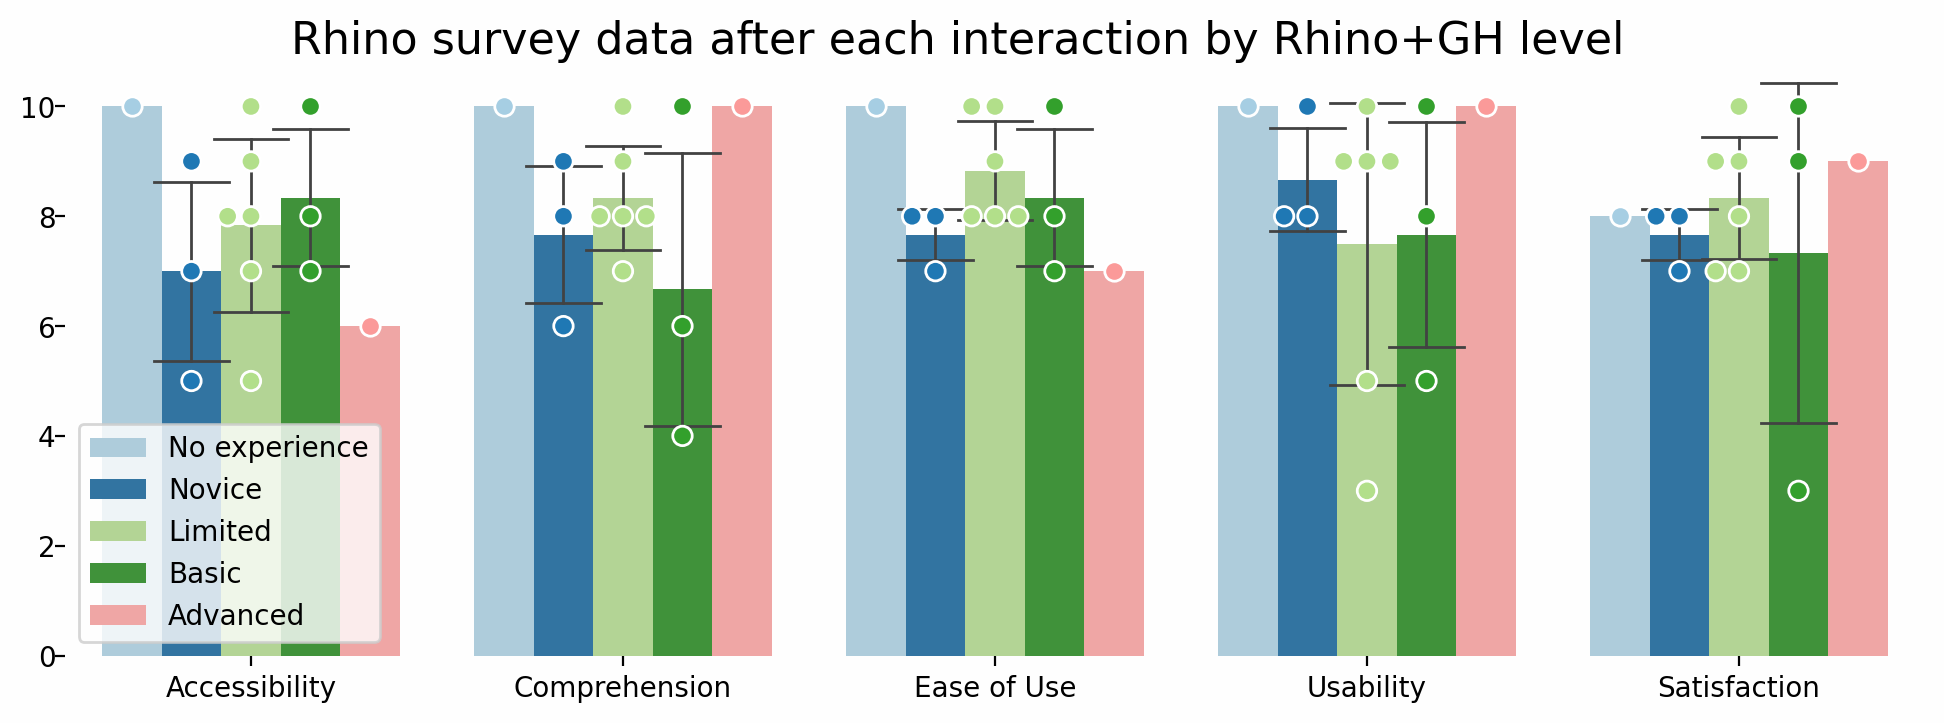 Rhino survey data after each interaction by Rhino+GH level
10
8
6
4
2
0
No experience
Novice
Limited
Basic
Advanced
Accessibility Comprehension Ease of Use Usability Satisfaction